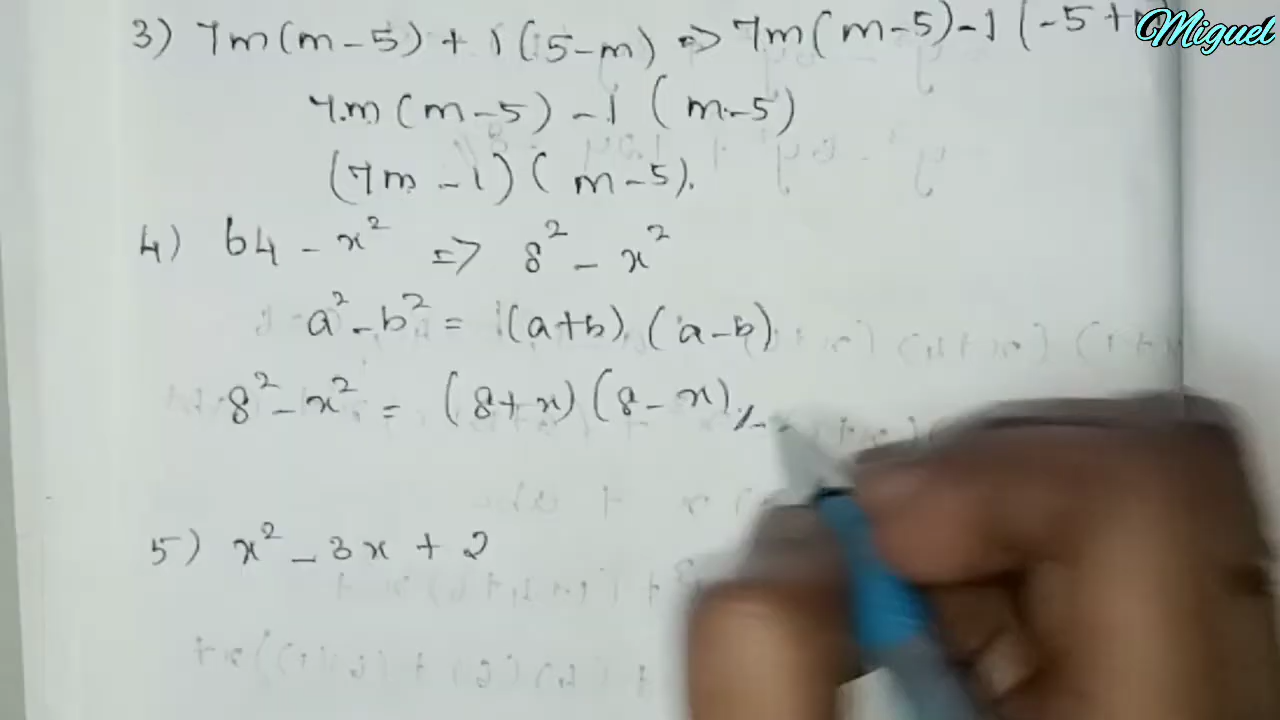 3) 7m(m-5) + 1(5-m) => 7m(m-5)-1(-5+
Miguel
7m(m-5) -1 (m-5)
(7m -1)( m-5).
4) 64 - x² => 8² - x²
a² - b² = (a+b) (a-b)
8² - x² = (8+x) (8-x)
5) x² - 3x + 2